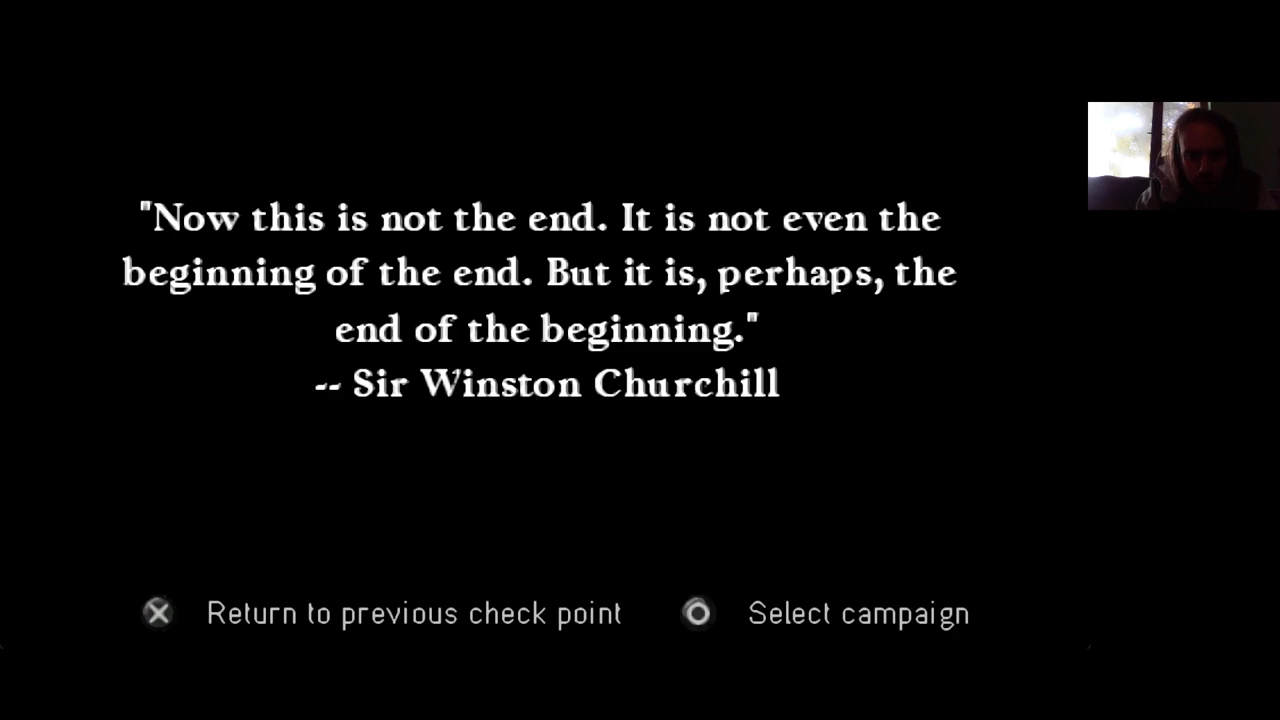 "Now this is not the end. It is not even the
beginning of the end. But it is, perhaps, the
end of the beginning."
-- Sir Winston Churchill
Return to previous check point
Select campaign